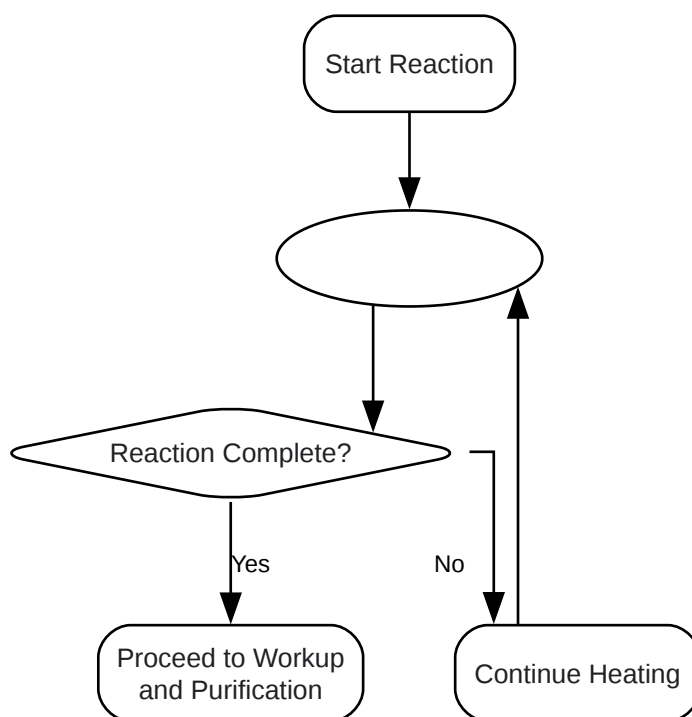 Start Reaction
Reaction Complete?
Yes
No
Proceed to Workup
and Purification
Continue Heating